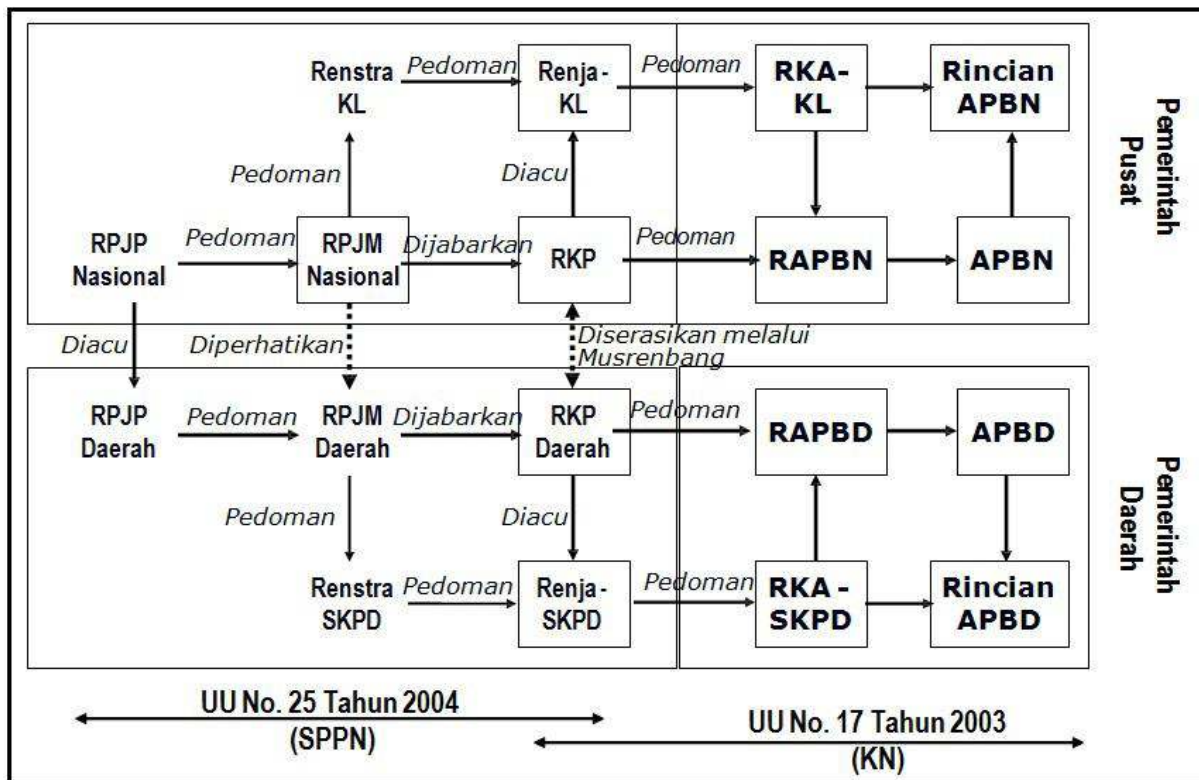 Renstra
KL
Pedoman
Renja -
KL
Pedoman
RKA-
KL
Rincian
APBN
Pedoman
Diacu
RPJP
Nasional
Pedoman
RPJM
Nasional
Dijabarkan
RKP
Pedoman
RAPBN
APBN
Pemerintah
Pusat
Diacu
Diperhatikan
Diserasikan melalui
Musrenbang
RPJP
Daerah
Pedoman
RPJM
Daerah
Dijabarkan
RKP
Daerah
Pedoman
RAPBD
APBD
Pedoman
Diacu
Renstra
SKPD
Pedoman
Renja -
SKPD
Pedoman
RKA -
SKPD
Rincian
APBD
Pemerintah
Daerah
UU No. 25 Tahun 2004
(SPPN)
UU No. 17 Tahun 2003
(KN)